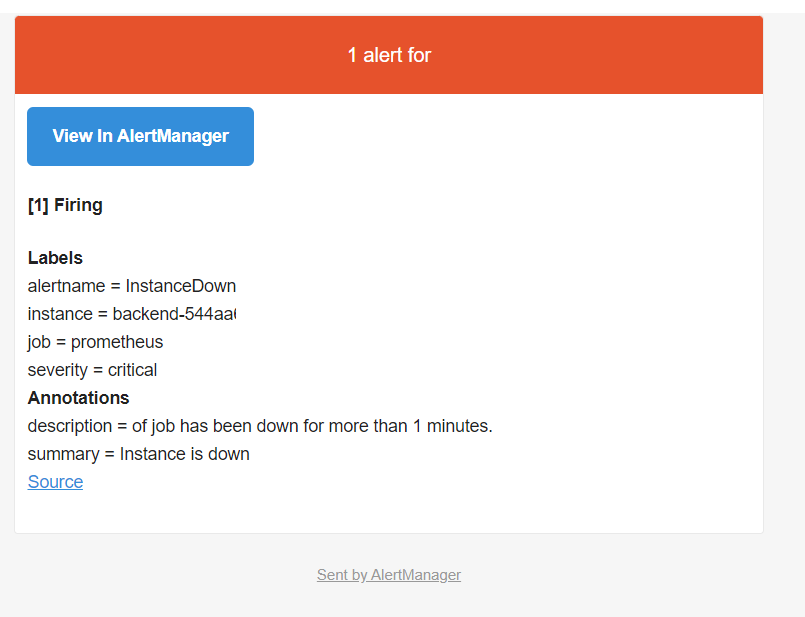 1 alert for
View In AlertManager
[1] Firing
Labels
alertname = InstanceDown
instance = backend-544aa
job = prometheus
severity = critical
Annotations
description = of job has been down for more than 1 minutes.
summary = Instance is down
Source
Sent by AlertManager